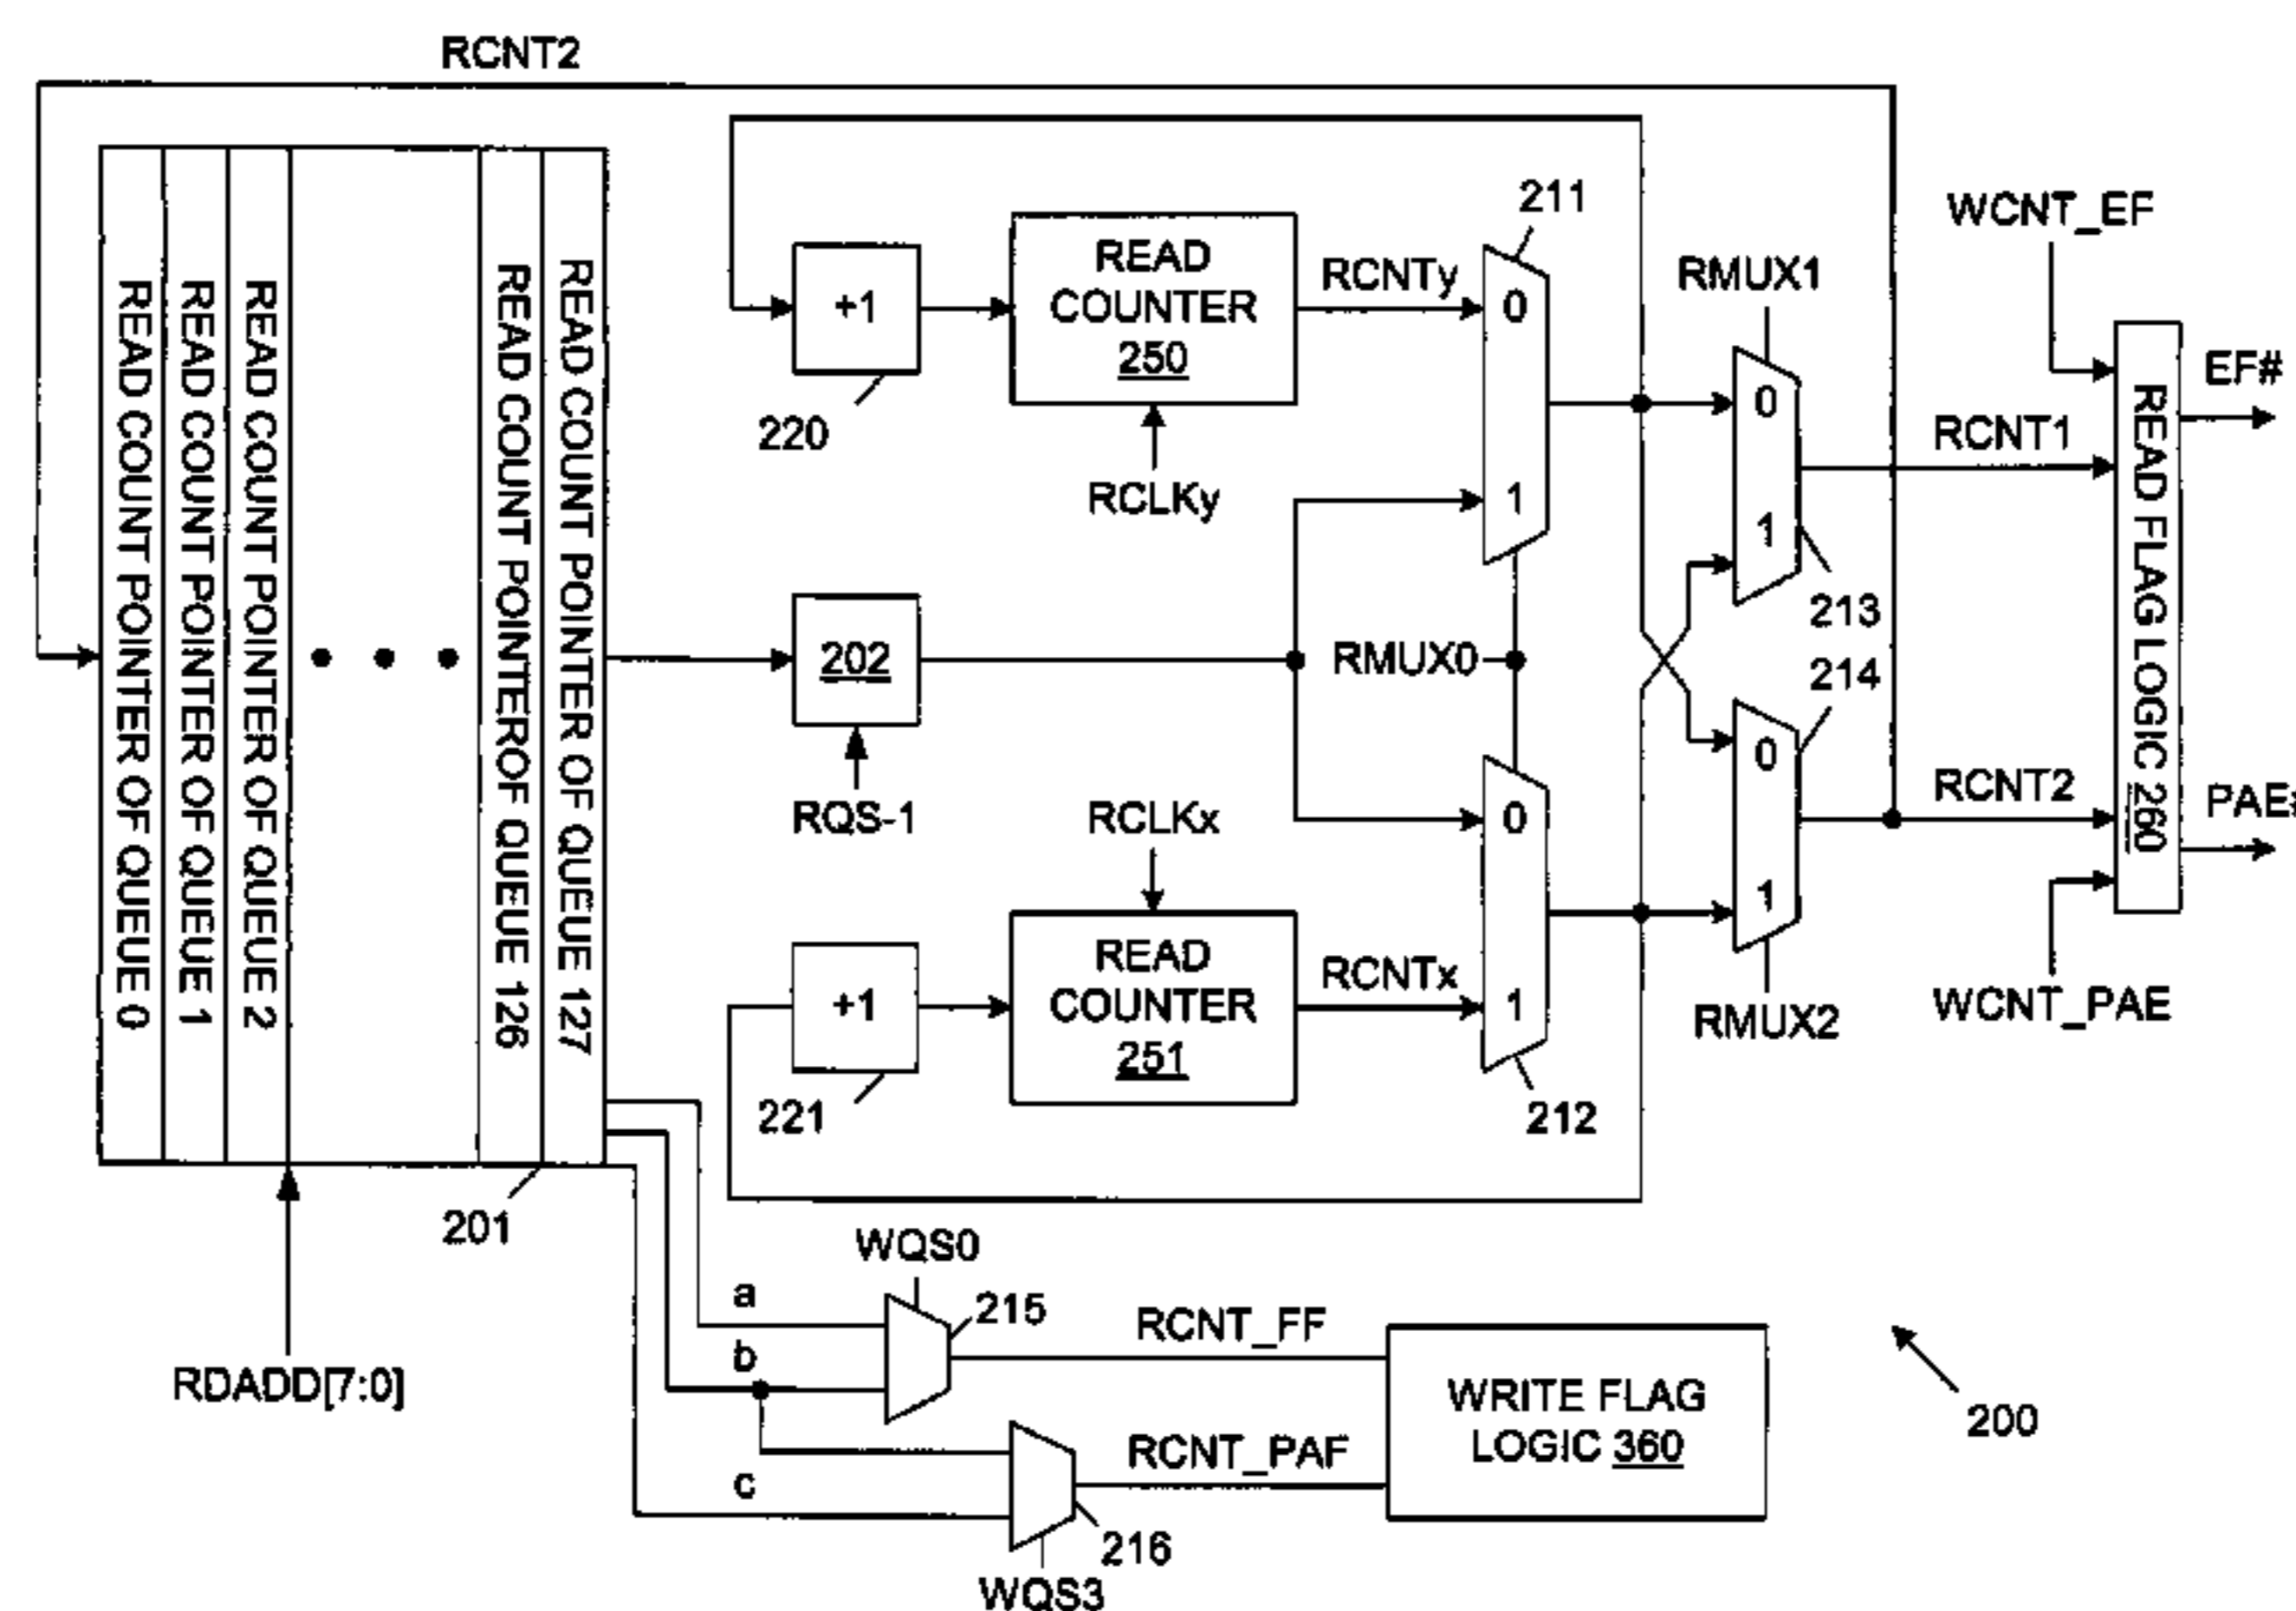 RCNT2
READ COUNT POINTER OF QUEUE 0
READ COUNT POINTER OF QUEUE 1
READ COUNT POINTER OF QUEUE 2
READ COUNT POINTEROF QUEUE 126
READ COUNT POINTER OF QUEUE 127
201
RDADD[7:0]
+1
220
READ
COUNTER
250
RCLKy
RCNTy
211
0
1
202
RQS-1
RMUX0
RCLKx
+1
221
READ
COUNTER
251
RCNTx
0
1
212
RMUX1
0
1
213
214
0
1
RMUX2
WCNT_EF
RCNT1
RCNT2
WCNT_PAE
READ FLAG LOGIC 260
EF#
PAE
WQS0
a
b
c
215
216
WQS3
RCNT_FF
RCNT_PAF
WRITE FLAG
LOGIC 360
200